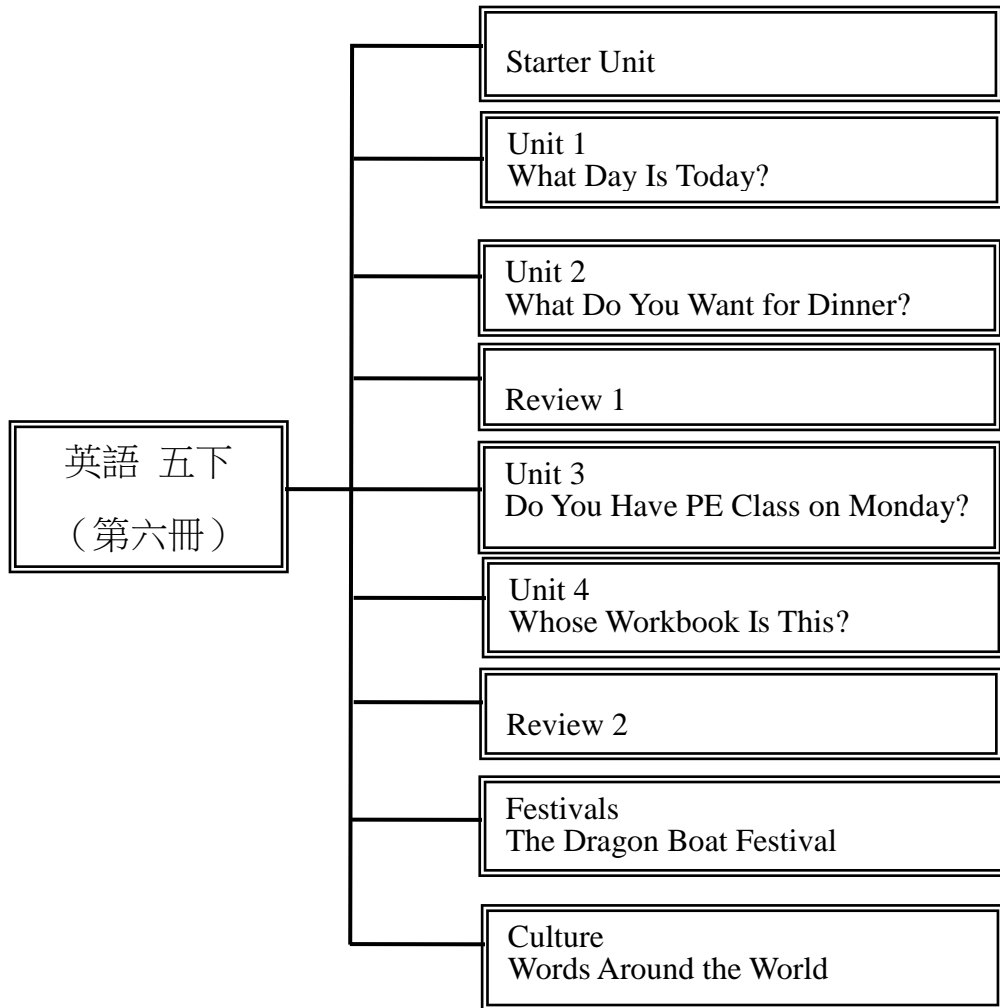 英語 五下
（第六冊）
Starter Unit
Unit 1
What Day Is Today?
Unit 2
What Do You Want for Dinner?
Review 1
Unit 3
Do You Have PE Class on Monday?
Unit 4
Whose Workbook Is This?
Review 2
Festivals
The Dragon Boat Festival
Culture
Words Around the World